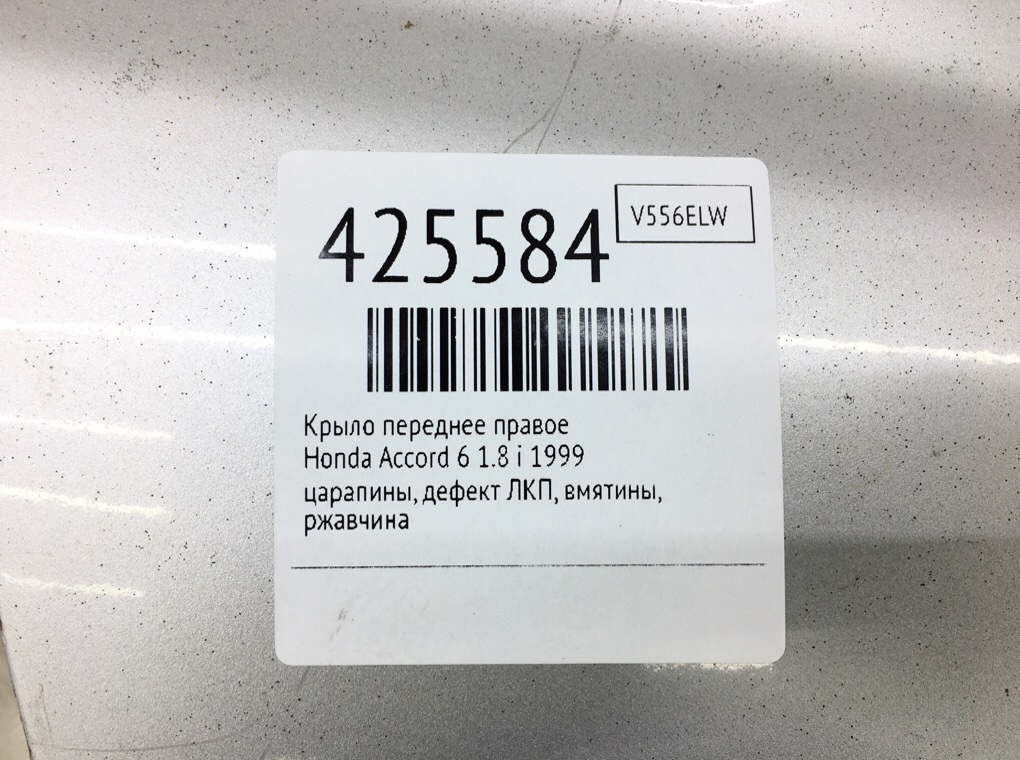 425584
V556ELW
Крыло переднее правое
Honda Accord 6 1.8 i 1999
царапины, дефект ЛКП, вмятины,
ржавчина